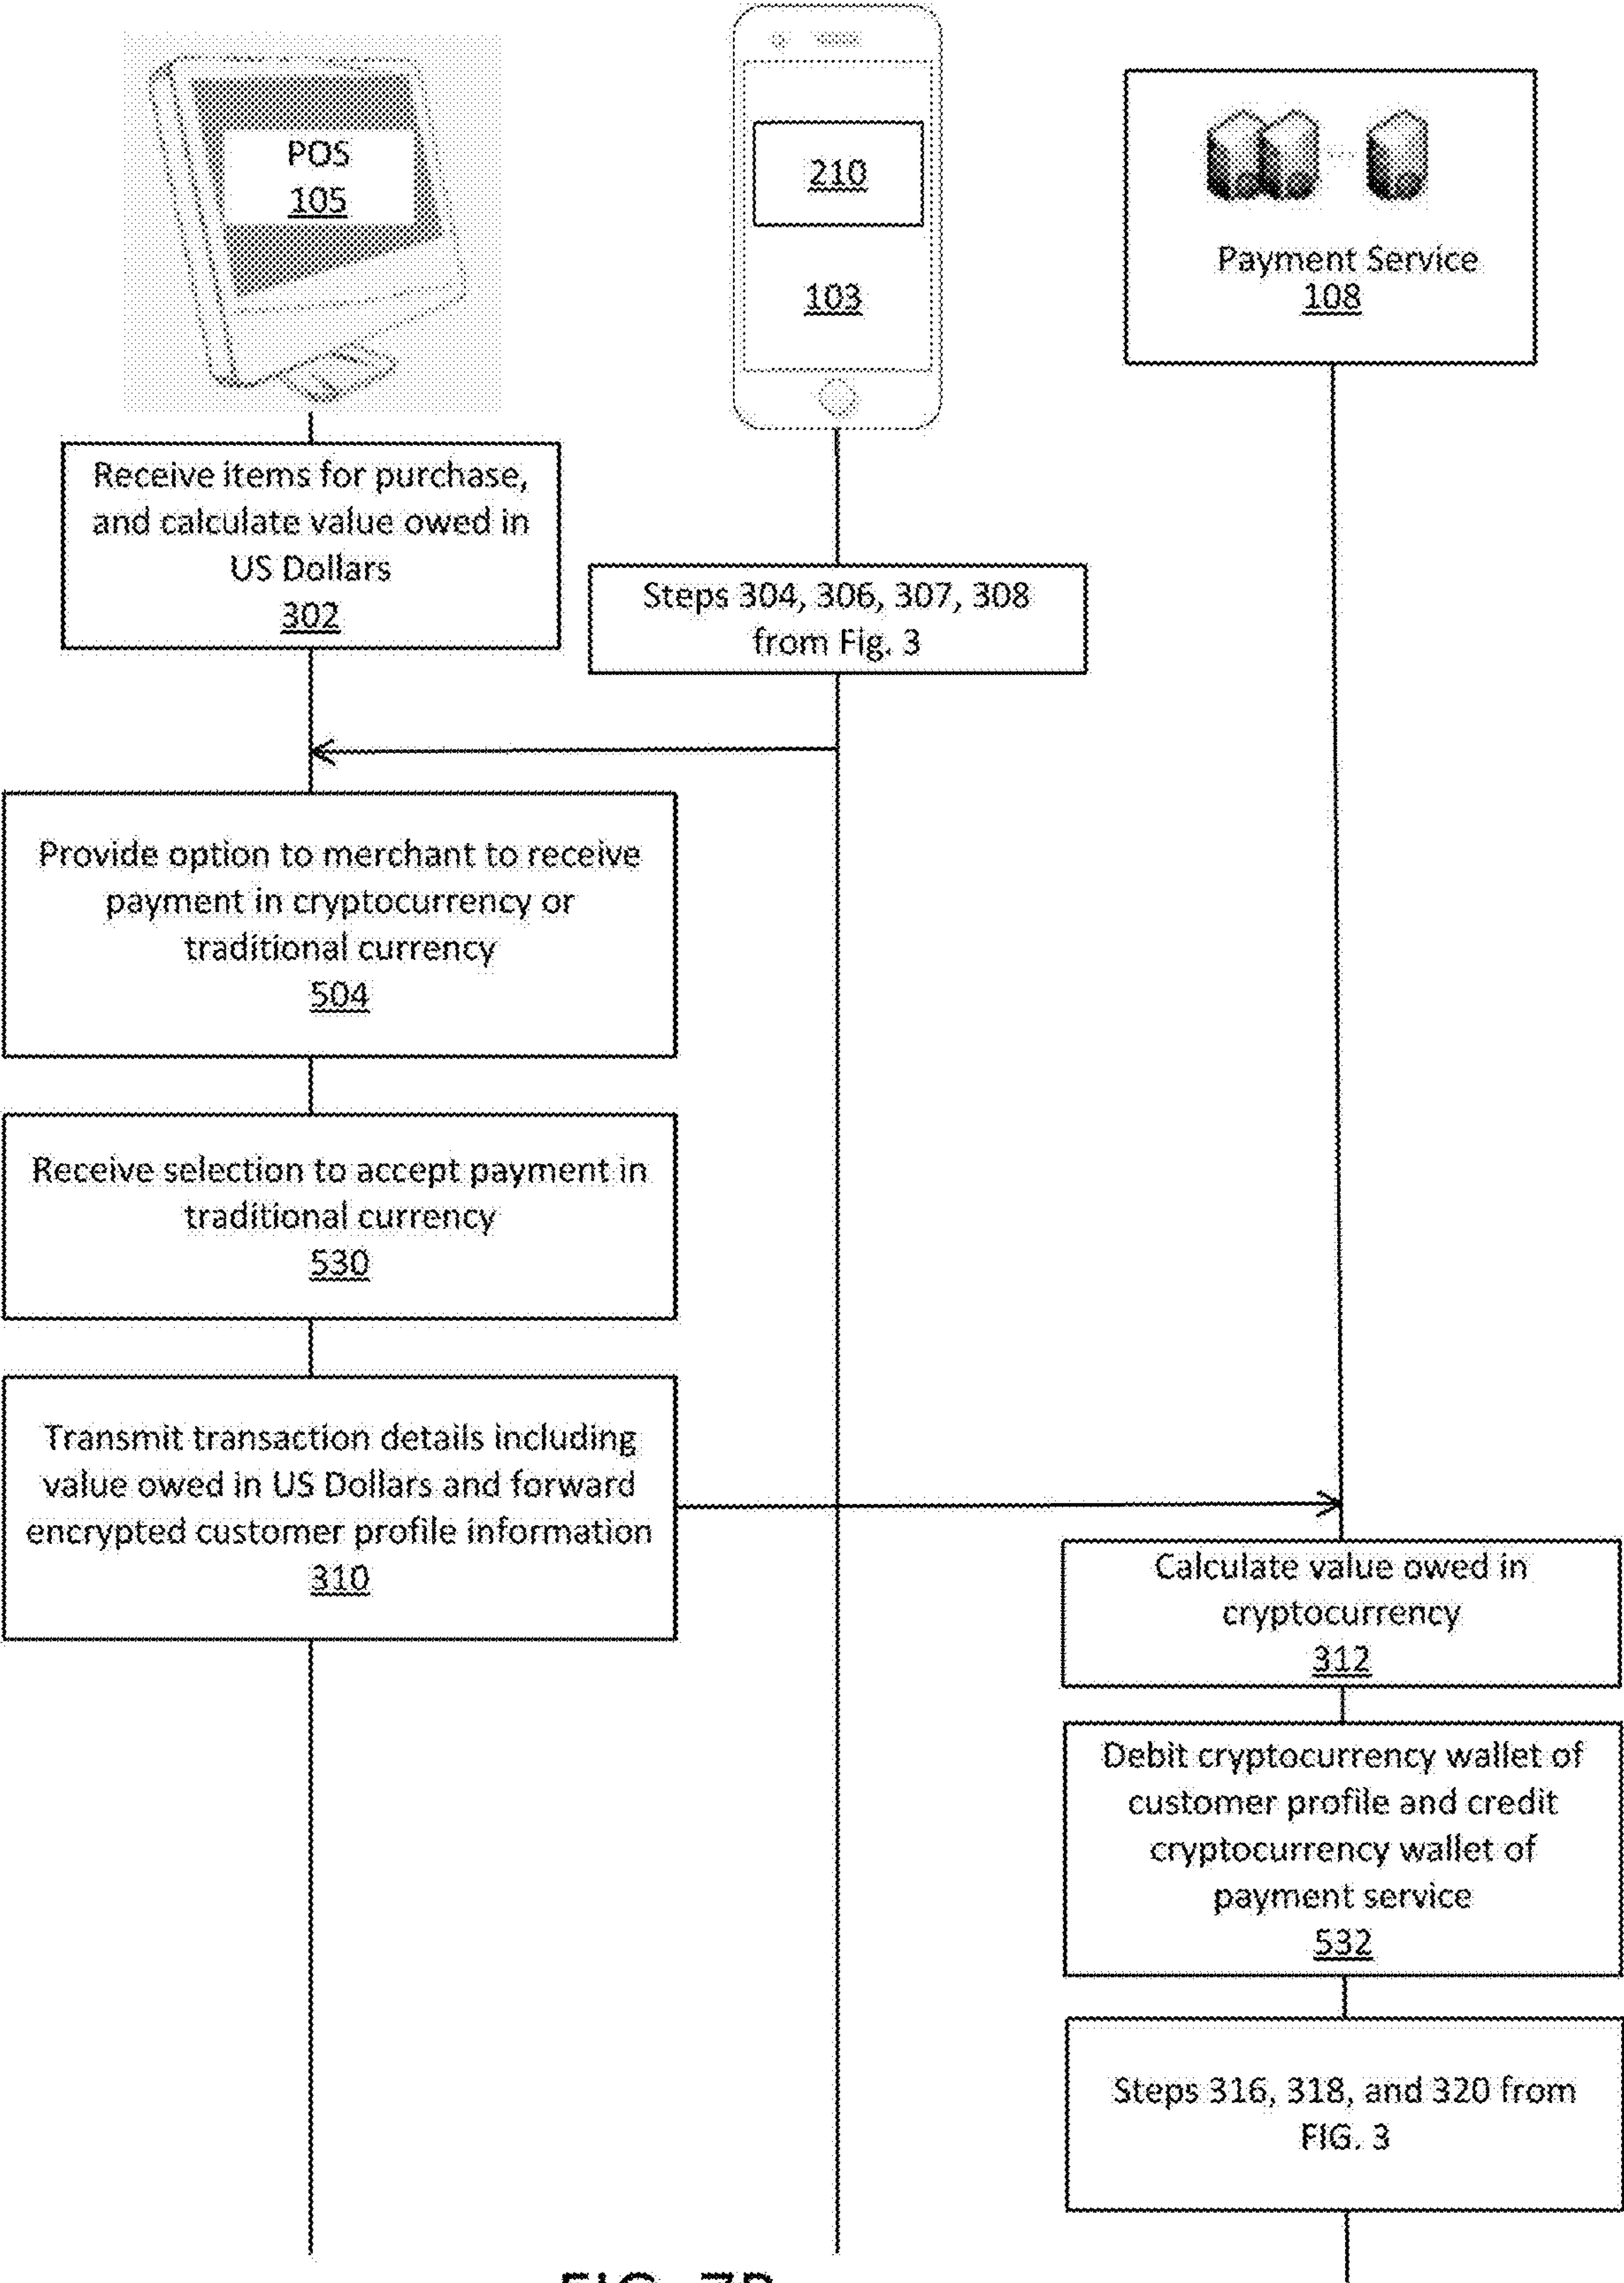 POS
105
210
103
Payment Service
108
Receive items for purchase,
and calculate value owed in
US Dollars
302
Steps 304, 306, 307, 308
from Fig. 3
Provide option to merchant to receive
payment in cryptocurrency or
traditional currency
504
Receive selection to accept payment in
traditional currency
530
Transmit transaction details including
value owed in US Dollars and forward
encrypted customer profile information
310
Calculate value owed in
cryptocurrency
312
Debit cryptocurrency wallet of
customer profile and credit
cryptocurrency wallet of
payment service
532
Steps 316, 318, and 320 from
FIG. 3